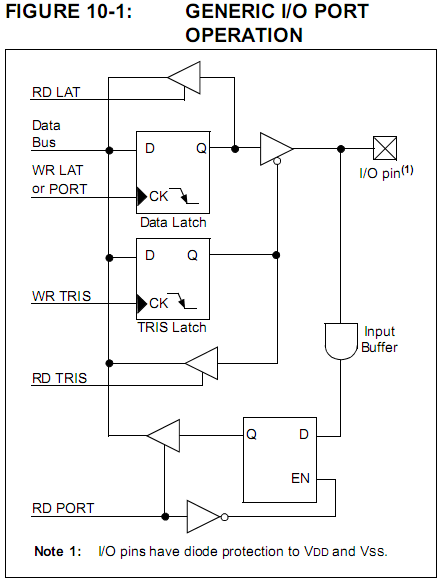 FIGURE 10-1: GENERIC I/O PORT
OPERATION
RD LAT
Data
Bus
D Q
WR LAT
or PORT
CK
Data Latch
I/O pin(1)
D Q
WR TRIS
CK
TRIS Latch
Input
Buffer
RD TRIS
Q D
EN
RD PORT
Note 1: I/O pins have diode protection to VDD and VSS.